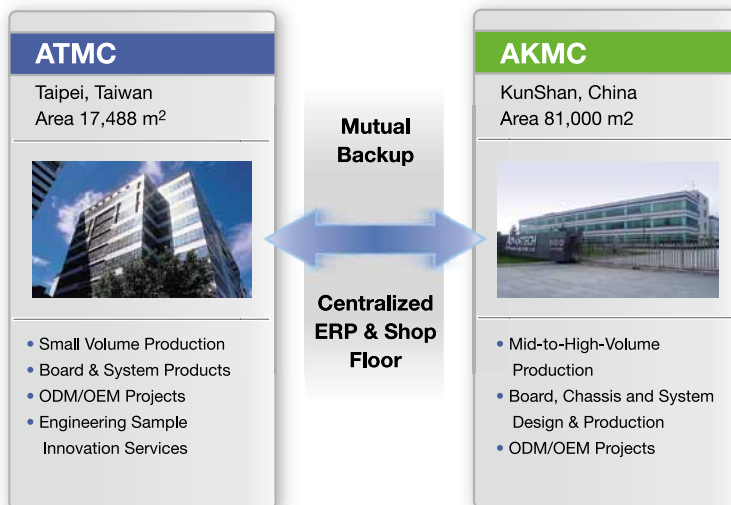 ATMC
Taipei, Taiwan
Area 17,488 m²
• Small Volume Production
• Board & System Products
• ODM/OEM Projects
• Engineering Sample
Innovation Services
Mutual
Backup
Centralized
ERP & Shop
Floor
AKMC
KunShan, China
Area 81,000 m2
ADVANTECH
• Mid-to-High-Volume
Production
• Board, Chassis and System
Design & Production
• ODM/OEM Projects